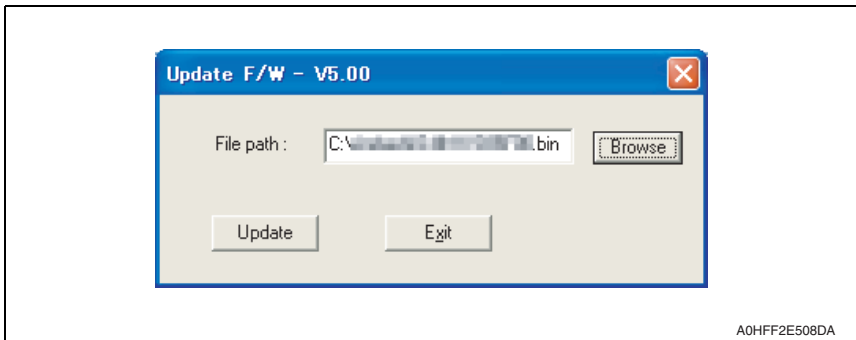 Update F/W - V5.00
File path : C:\ .bin Browse
Update Exit
A0HFF2E508DA